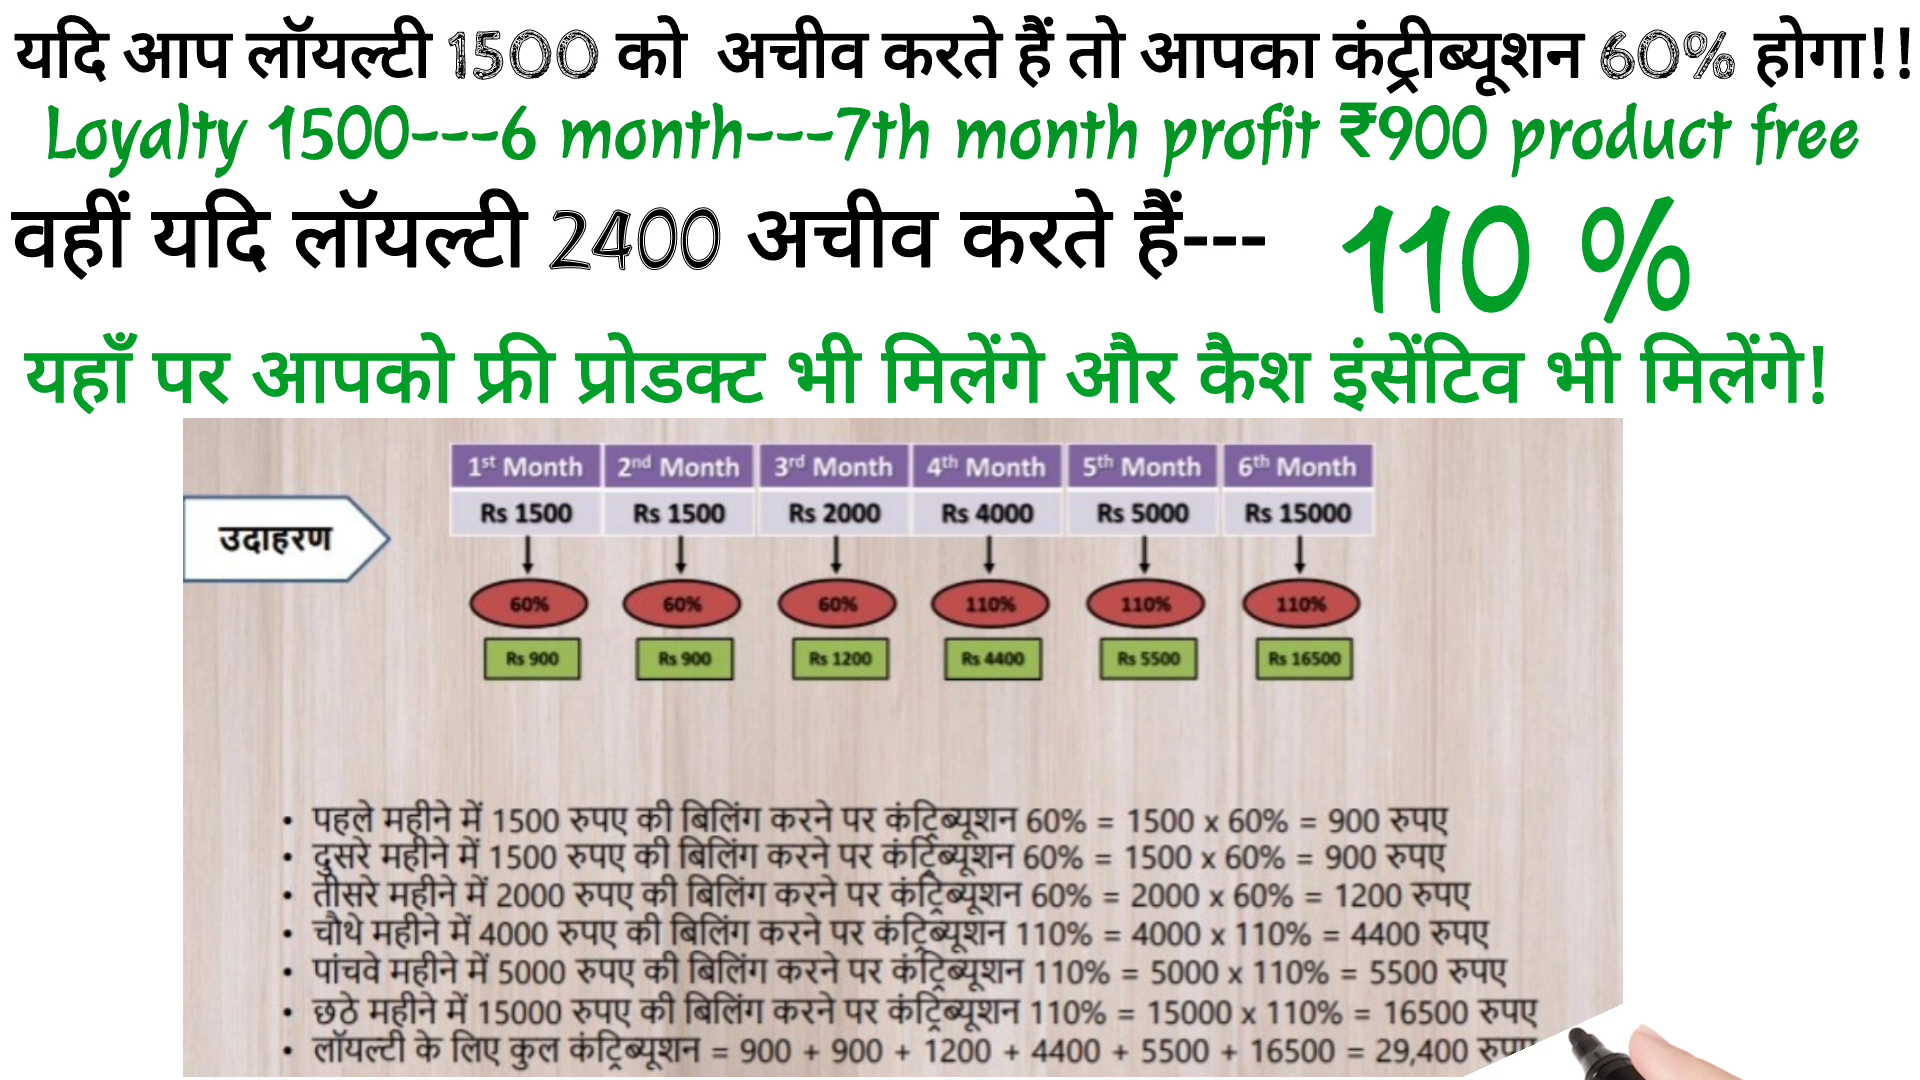 यदि आप लॉयल्टी 1500 को अचीव करते हैं तो आपका कंट्रीब्यूशन 60% होगा!!
Loyalty 1500---6 month---7th month profit ₹900 product free
वहीं यदि लॉयल्टी 2400 अचीव करते हैं--- 110 %
यहाँ पर आपको फ्री प्रोडक्ट भी मिलेंगे और कैश इंसेंटिव भी मिलेंगे!
1st Month 2nd Month 3rd Month 4th Month 5th Month 6th Month
Rs 1500 Rs 1500 Rs 2000 Rs 4000 Rs 5000 Rs 15000
उदाहरण
60% 60% 60% 110% 110% 110%
Rs 900 Rs 900 Rs 1200 Rs 4400 Rs 5500 Rs 16500
• पहले महीने में 1500 रुपए की बिलिंग करने पर कंट्रिब्यूशन 60% = 1500 x 60% = 900 रुपए
• दुसरे महीने में 1500 रुपए की बिलिंग करने पर कंट्रिब्यूशन 60% = 1500 x 60% = 900 रुपए
• तीसरे महीने में 2000 रुपए की बिलिंग करने पर कंट्रिब्यूशन 60% = 2000 x 60% = 1200 रुपए
• चौथे महीने में 4000 रुपए की बिलिंग करने पर कंट्रिब्यूशन 110% = 4000 x 110% = 4400 रुपए
• पांचवे महीने में 5000 रुपए की बिलिंग करने पर कंट्रिब्यूशन 110% = 5000 x 110% = 5500 रुपए
• छठे महीने में 15000 रुपए की बिलिंग करने पर कंट्रिब्यूशन 110% = 15000 x 110% = 16500 रुपए
• लॉयल्टी के लिए कुल कंट्रिब्यूशन = 900 + 900 + 1200 + 4400 + 5500 + 16500 = 29,400 रुपए